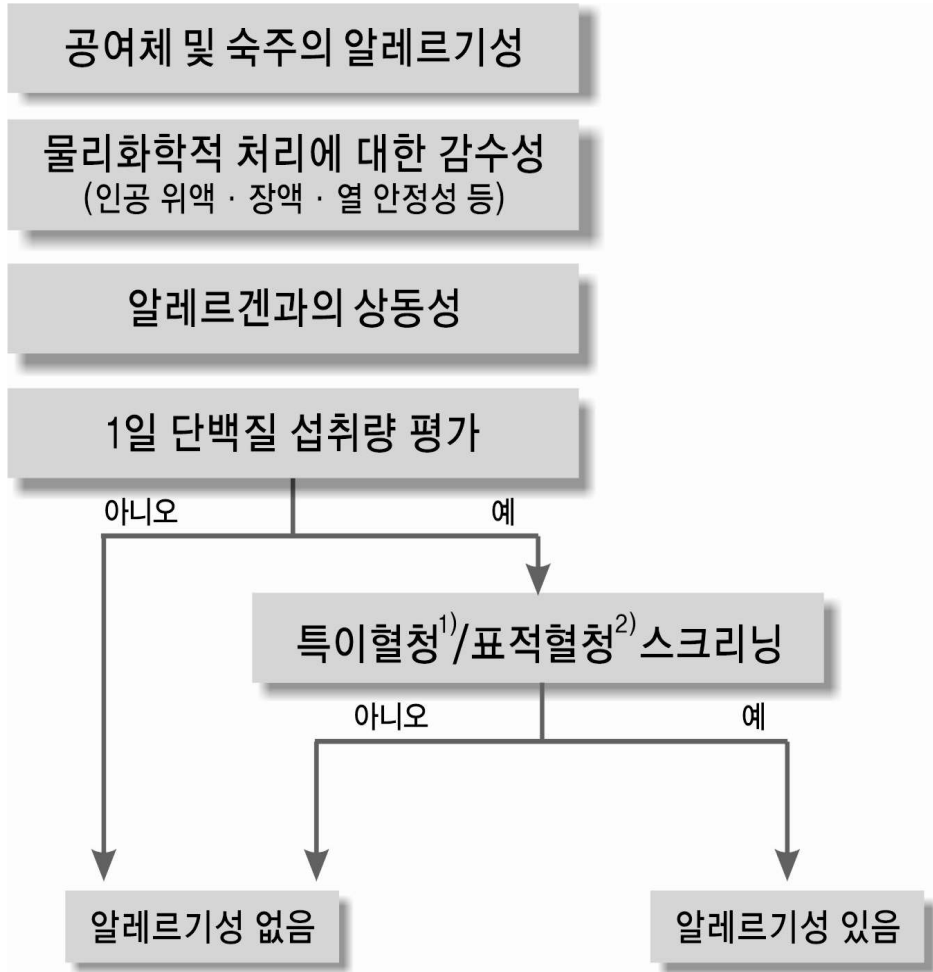 공여체 및 숙주의 알레르기성
물리화학적 처리에 대한 감수성
(인공 위액 · 장액 · 열 안정성 등)
알레르겐과의 상동성
1일 단백질 섭취량 평가
아니오
예
특이혈청1)/표적혈청2) 스크리닝
아니오
예
알레르기성 없음
알레르기성 있음